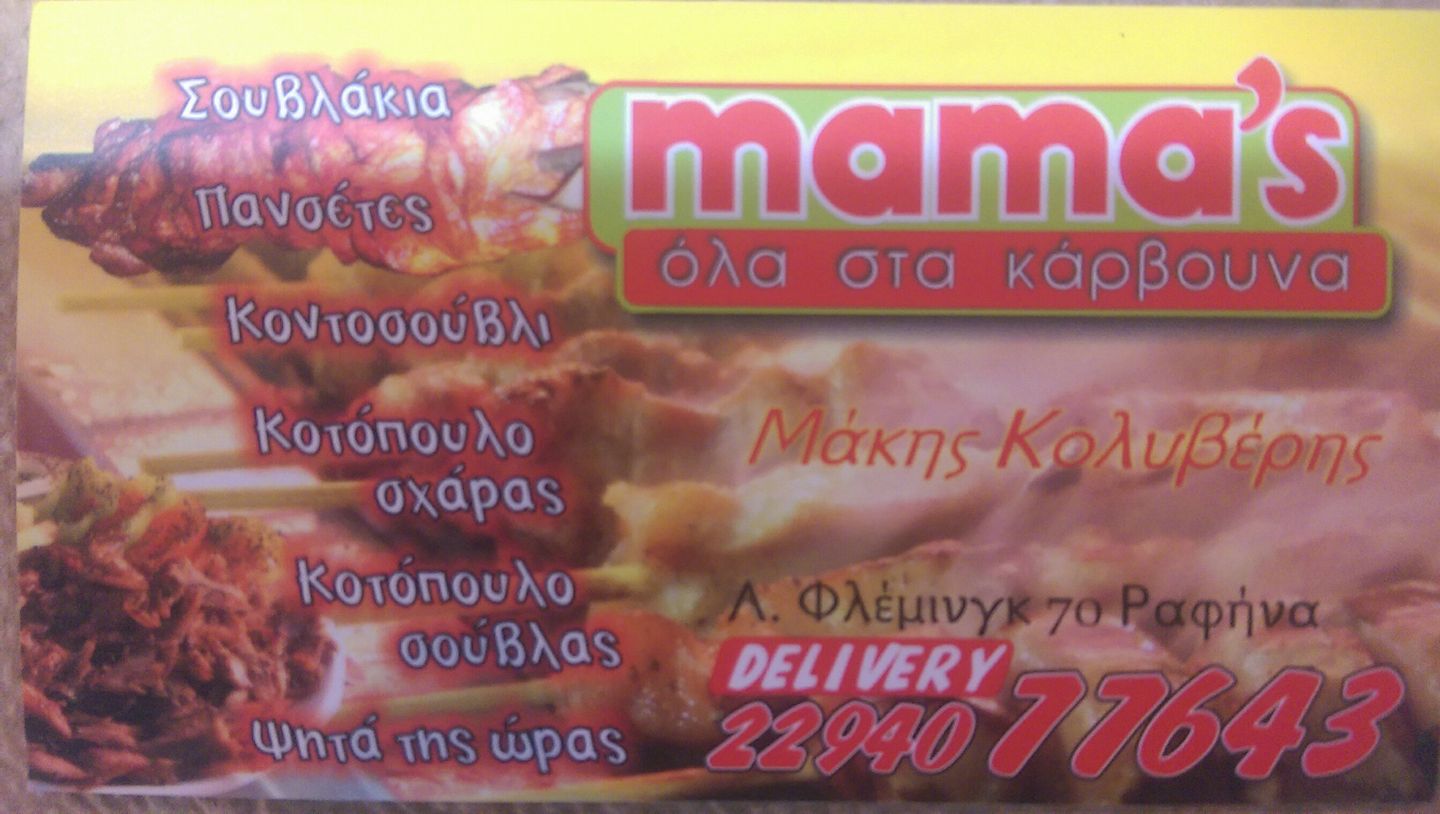 Σουβλάκια
Πανσέτες
Κοντοσούβλι
Κοτόπουλο
σχάρας
Κοτόπουλο
σούβλας
Ψητά της ώρας
mama's
όλα στα κάρβουνα
Μάκης Κολυβέρης
Λ. Φλέμινγκ 70 Ραφήνα
DELIVERY
22940 77643